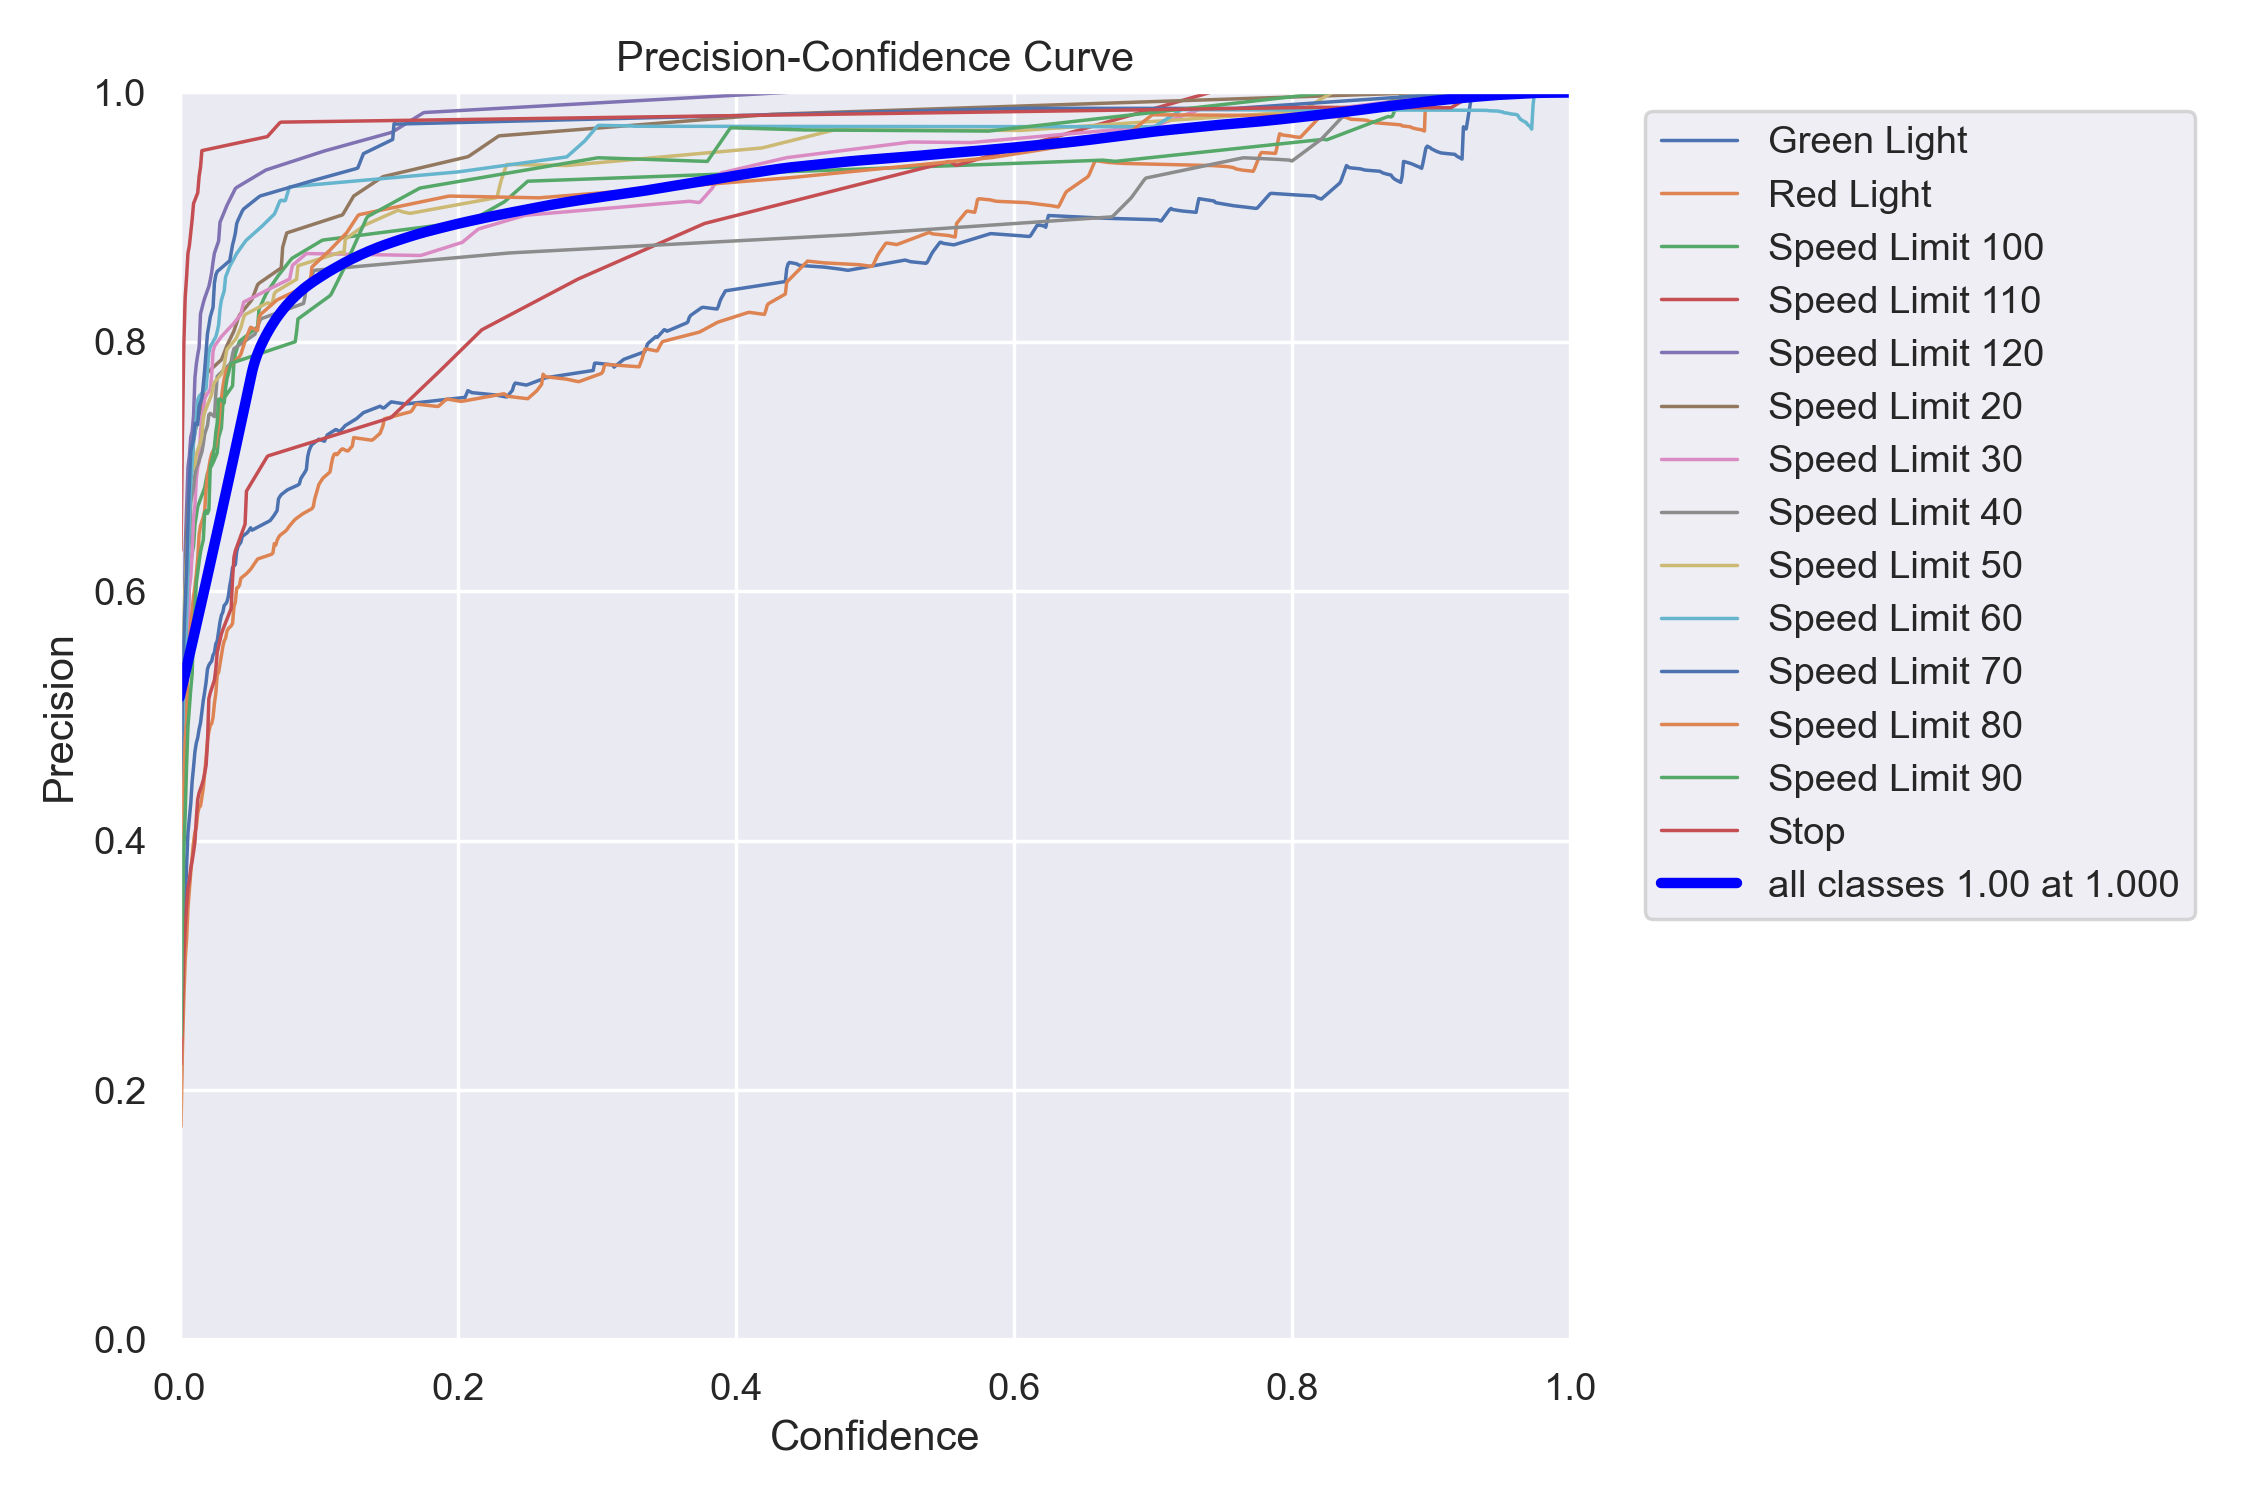 Precision-Confidence Curve
1.0
0.8
0.6
0.4
0.2
0.0
Precision
0.0 0.2 0.4 0.6 0.8 1.0
Confidence
Green Light
Red Light
Speed Limit 100
Speed Limit 110
Speed Limit 120
Speed Limit 20
Speed Limit 30
Speed Limit 40
Speed Limit 50
Speed Limit 60
Speed Limit 70
Speed Limit 80
Speed Limit 90
Stop
all classes 1.00 at 1.000